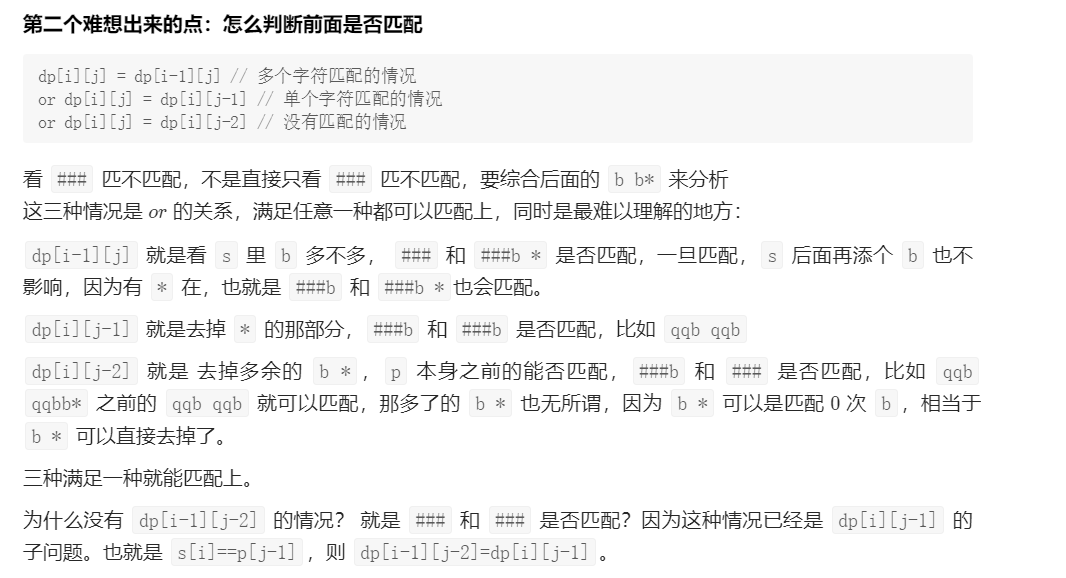 第二个难想出来的点：怎么判断前面是否匹配
dp[i][j] = dp[i-1][j] // 多个字符匹配的情况
or dp[i][j] = dp[i][j-1] // 单个字符匹配的情况
or dp[i][j] = dp[i][j-2] // 没有匹配的情况
看 ### 匹不匹配，不是直接只看 ### 匹不匹配，要综合后面的 b b* 来分析
这三种情况是 or 的关系，满足任意一种都可以匹配上，同时是最难以理解的地方：
dp[i-1][j] 就是看 s 里 b 多不多， ### 和 ###b * 是否匹配，一旦匹配， s 后面再添个 b 也不
影响，因为有 * 在，也就是 ###b 和 ###b * 也会匹配。
dp[i][j-1] 就是去掉 * 的那部分， ###b 和 ###b 是否匹配，比如 qqb qqb
dp[i][j-2] 就是 去掉多余的 b * ， p 本身之前的能否匹配， ###b 和 ### 是否匹配，比如 qqb
qqbb* 之前的 qqb qqb 就可以匹配，那多了的 b * 也无所谓，因为 b * 可以是匹配 0 次 b ，相当于
b * 可以直接去掉了。
三种满足一种就能匹配上。
为什么没有 dp[i-1][j-2] 的情况？ 就是 ### 和 ### 是否匹配？因为这种情况已经是 dp[i][j-1] 的
子问题。也就是 s[i]==p[j-1] ，则 dp[i-1][j-2]=dp[i][j-1] 。